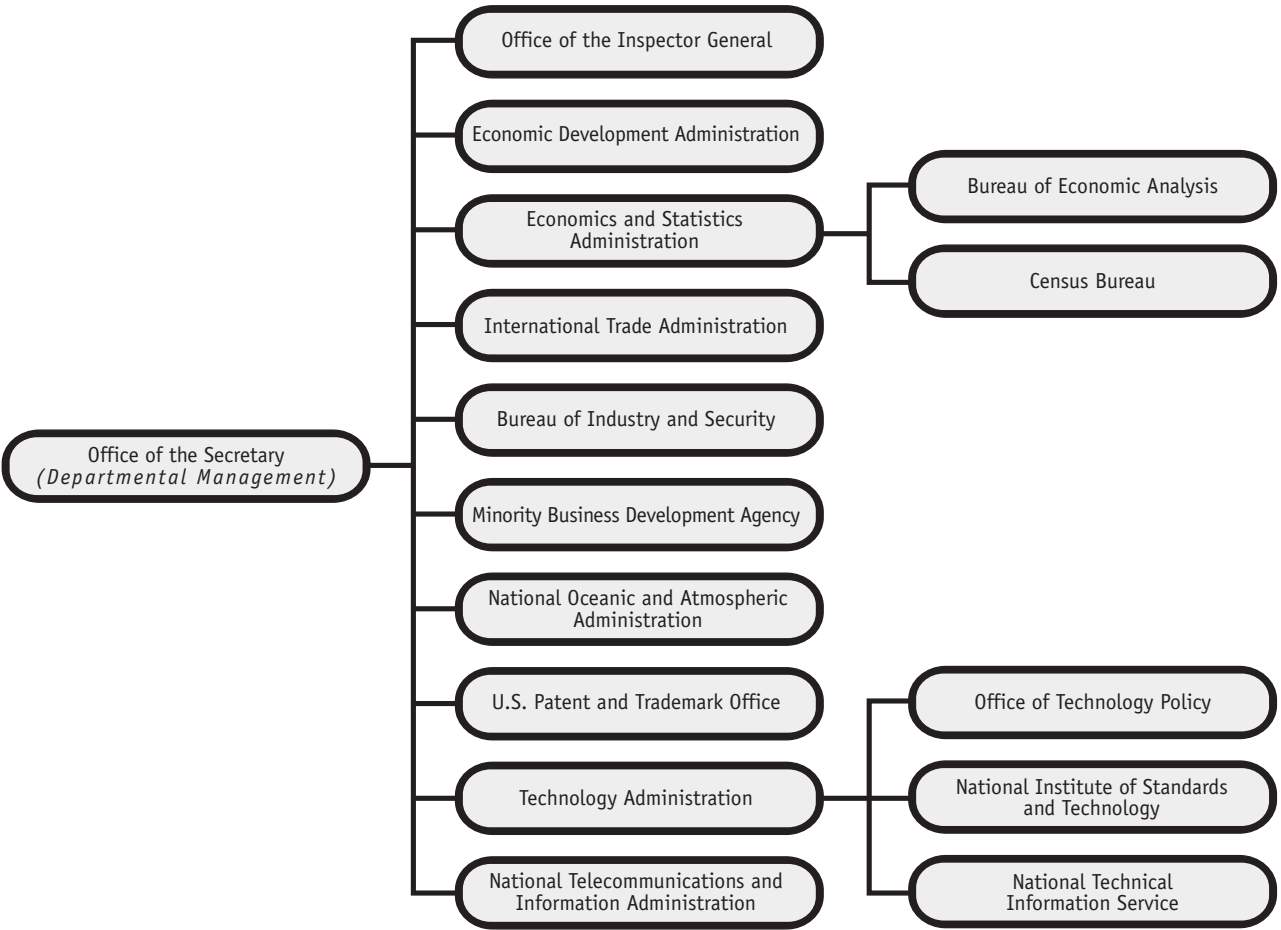 Office of the Inspector General
Economic Development Administration
Economics and Statistics
Administration
International Trade Administration
Bureau of Industry and Security
Office of the Secretary
(Departmental Management)
Minority Business Development Agency
National Oceanic and Atmospheric
Administration
U.S. Patent and Trademark Office
Technology Administration
National Telecommunications and
Information Administration
Bureau of Economic Analysis
Census Bureau
Office of Technology Policy
National Institute of Standards
and Technology
National Technical
Information Service